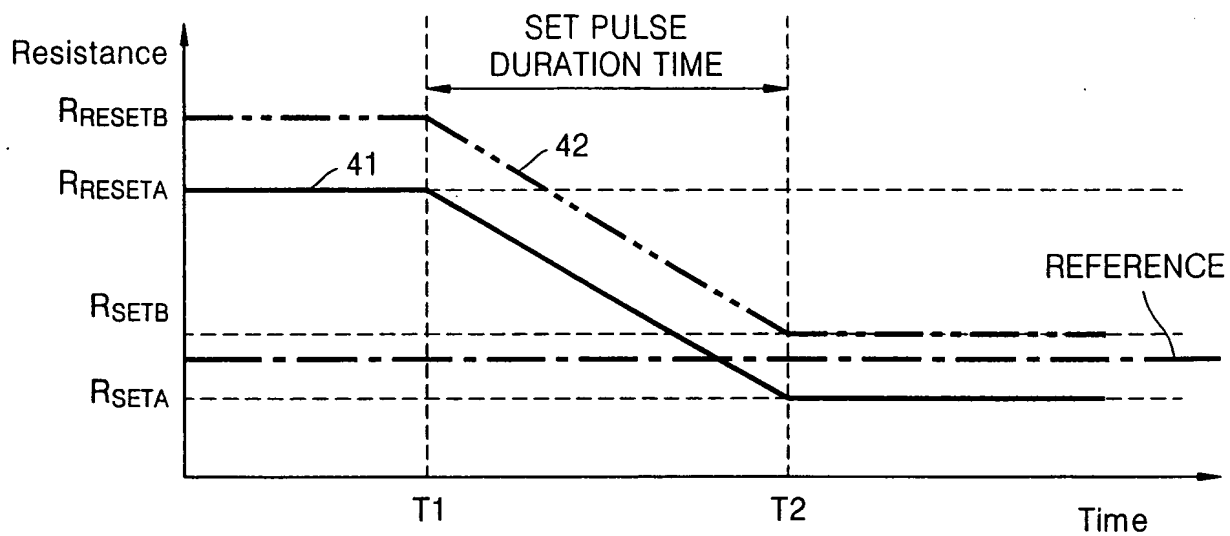 SET PULSE
DURATION TIME
Resistance
RRESETB
42
41
RRESETA
REFERENCE
RSETB
RSETA
T1
T2
Time